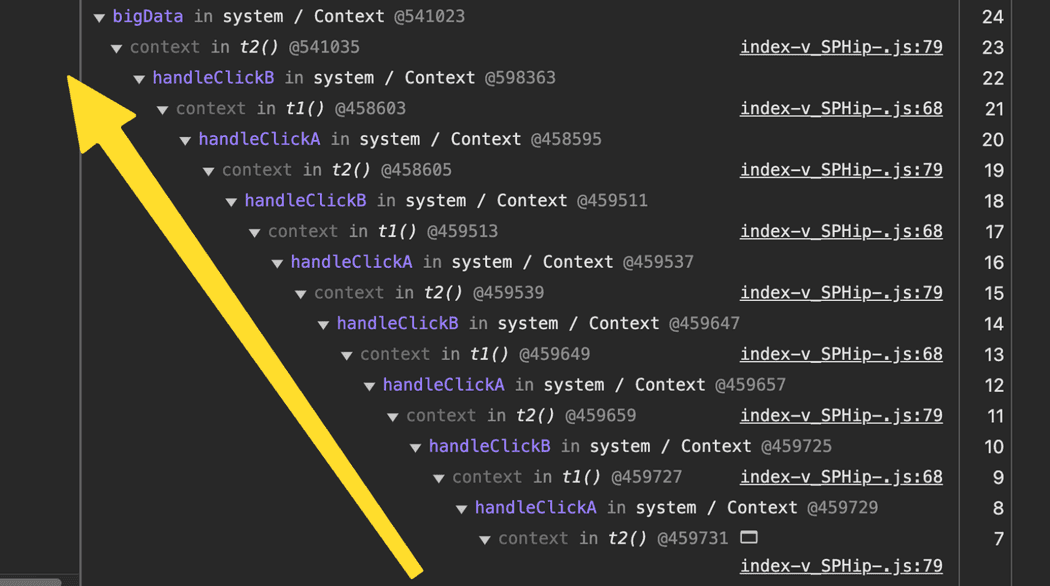 ▼ bigData in system / Context @541023 24
▼ context in t2() @541035 index-v_SPHip-.js:79 23
▼ handleClickB in system / Context @598363 22
▼ context in t1() @458603 index-v_SPHip-.js:68 21
▼ handleClickA in system / Context @458595 20
▼ context in t2() @458605 index-v_SPHip-.js:79 19
▼ handleClickB in system / Context @459511 18
▼ context in t1() @459513 index-v_SPHip-.js:68 17
▼ handleClickA in system / Context @459537 16
▼ context in t2() @459539 index-v_SPHip-.js:79 15
▼ handleClickB in system / Context @459647 14
▼ context in t1() @459649 index-v_SPHip-.js:68 13
▼ handleClickA in system / Context @459657 12
▼ context in t2() @459659 index-v_SPHip-.js:79 11
▼ handleClickB in system / Context @459725 10
▼ context in t1() @459727 index-v_SPHip-.js:68 9
▼ handleClickA in system / Context @459729 8
▼ context in t2() @459731 7
index-v_SPHip-.js:79